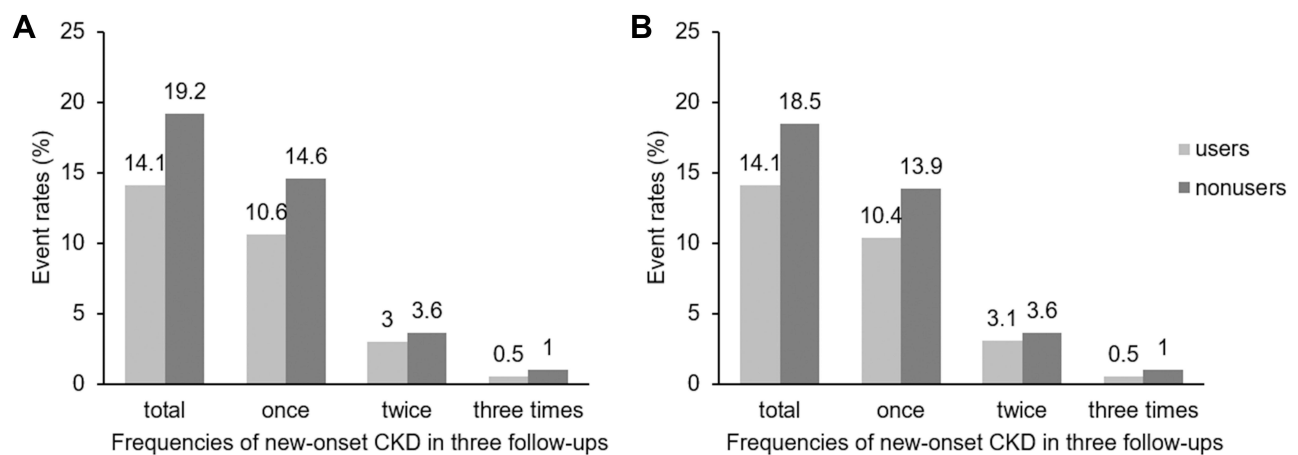 A
Event rates (%)
25
20
15
10
5
0
19.2
14.1
14.6
10.6
3
3.6
0.5
1
total
once
twice
three times
Frequencies of new-onset CKD in three follow-ups
B
Event rates (%)
25
20
15
10
5
0
18.5
14.1
13.9
10.4
3.1
3.6
0.5
1
total
once
twice
three times
Frequencies of new-onset CKD in three follow-ups
users
nonusers